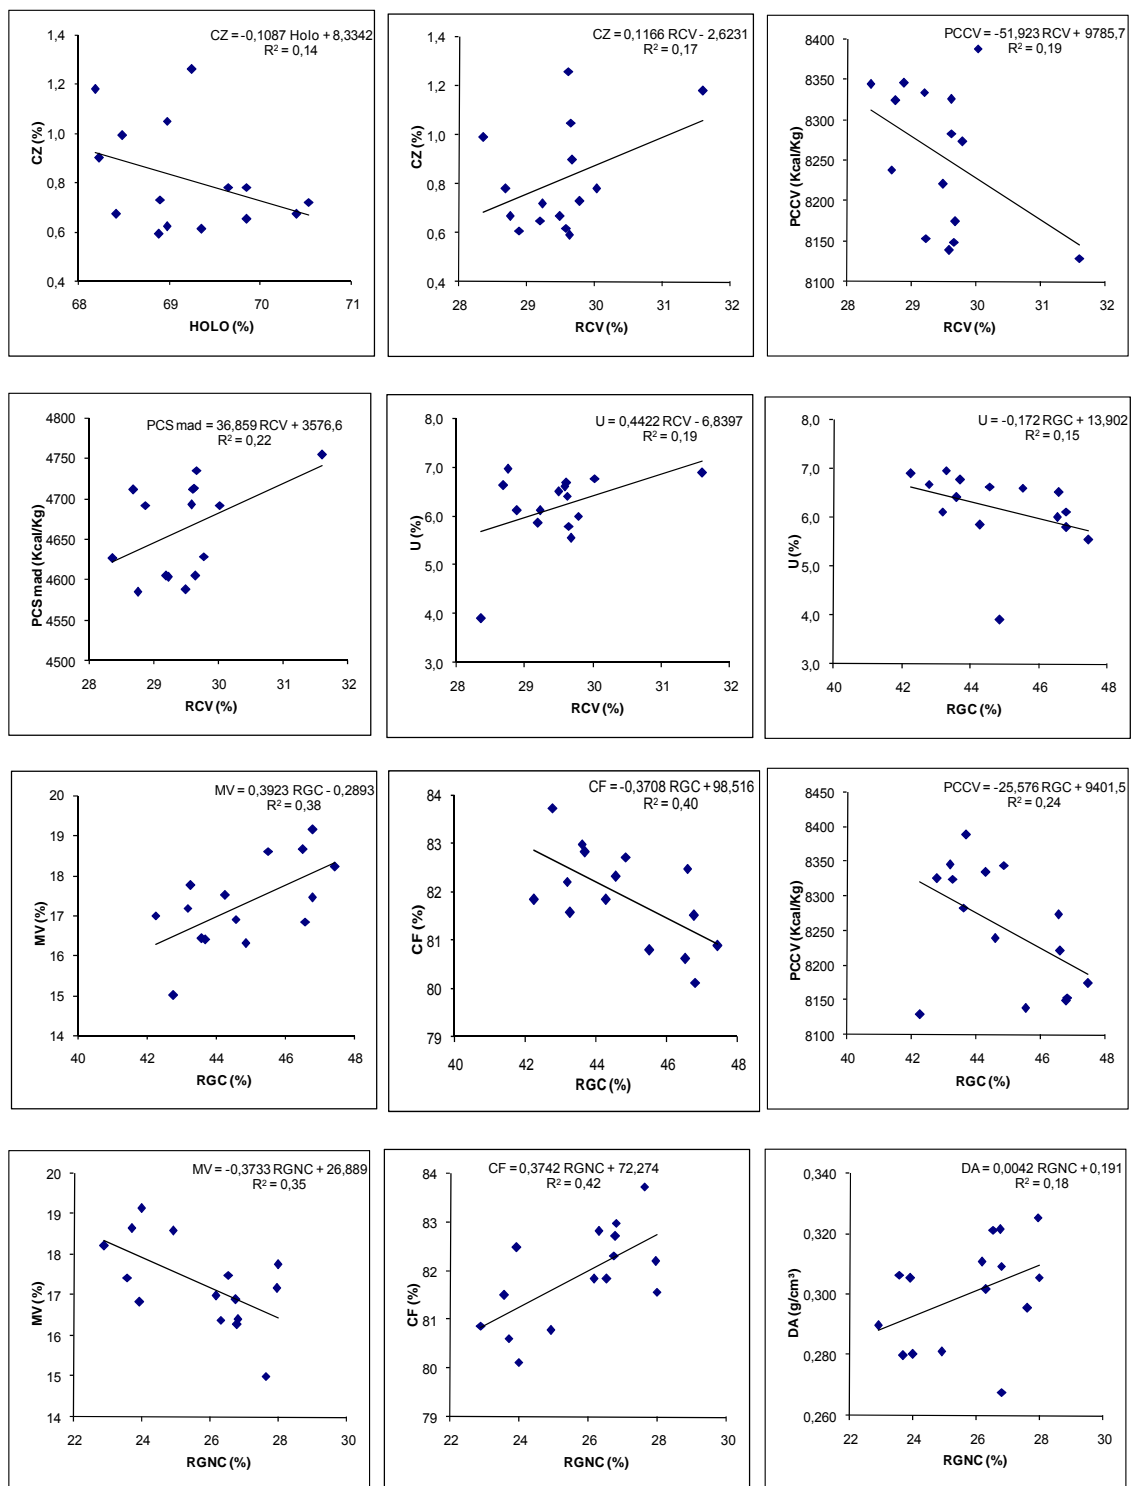 CZ = -0,1087 Holo + 8,3342
R² = 0,14
1,4
1,2
1,0
0,8
0,6
0,4
CZ (%)
68 69 70 71
HOLO (%)
CZ = 0,1166 RCV - 2,6231
R² = 0,17
1,4
1,2
1,0
0,8
0,6
0,4
CZ (%)
28 29 30 32
RCV (%)
PCCV = -51,923 RCV + 9785,7
R² = 0,19
8400
8350
8300
8250
8200
8150
8100
PCCV (Kcal/Kg)
28 29 30 31 32
RCV (%)
PCS mad = 36,859 RCV + 3576,6
R² = 0,22
4800
4750
4700
4650
4600
4550
4500
PCS mad (Kcal/Kg)
28 29 30 31 32
RCV (%)
U = 0,4422 RCV - 6,8397
R² = 0,19
8,0
7,0
6,0
5,0
4,0
3,0
U (%)
28 29 30 32
RCV (%)
U = -0,172 RGC + 13,902
R² = 0,15
8,0
7,0
6,0
5,0
4,0
3,0
U (%)
40 42 44 46 48
RGC (%)
MV = 0,3923 RGC - 0,2893
R² = 0,38
20
19
18
17
16
15
14
MV (%)
40 42 44 46 48
RGC (%)
CF = -0,3708 RGC + 98,516
R² = 0,40
84
83
82
81
80
79
CF (%)
40 42 44 46 48
RGC (%)
PCCV = -25,576 RGC + 9401,5
R² = 0,24
8450
8400
8350
8300
8250
8200
8150
8100
PCCV (Kcal/Kg)
40 42 44 46 48
RGC (%)
MV = -0,3733 RGNC + 26,889
R² = 0,35
20
19
18
17
16
15
14
MV (%)
22 24 26 28 30
RGNC (%)
CF = 0,3742 RGNC + 72,274
R² = 0,42
84
83
82
81
80
79
CF (%)
22 24 26 28 30
RGNC (%)
DA = 0,0042 RGNC + 0,191
R² = 0,18
0,340
0,320
0,300
0,280
0,260
DA (g/cm³)
22 24 26 28 30
RGNC (%)